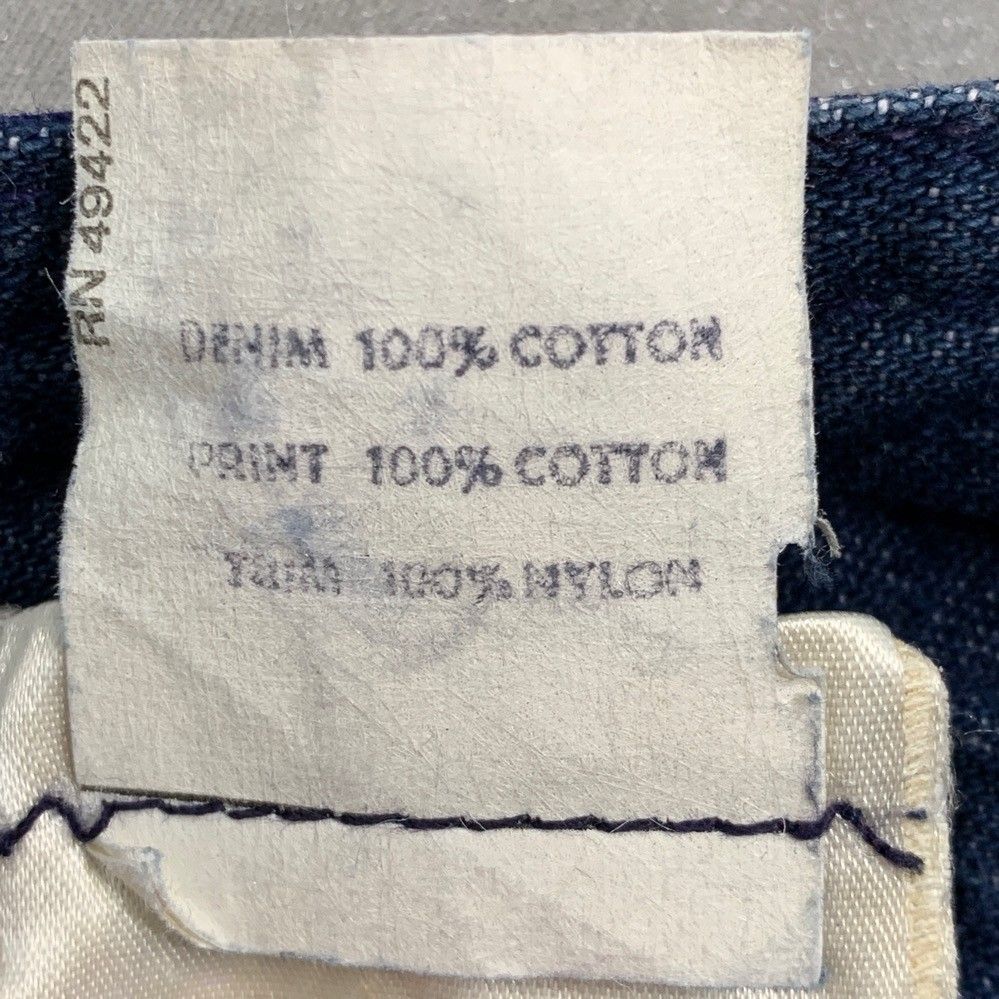 RN 49422
DENIM 100% COTTON
PRINT 100% COTTON
TRIM 100% NYLON